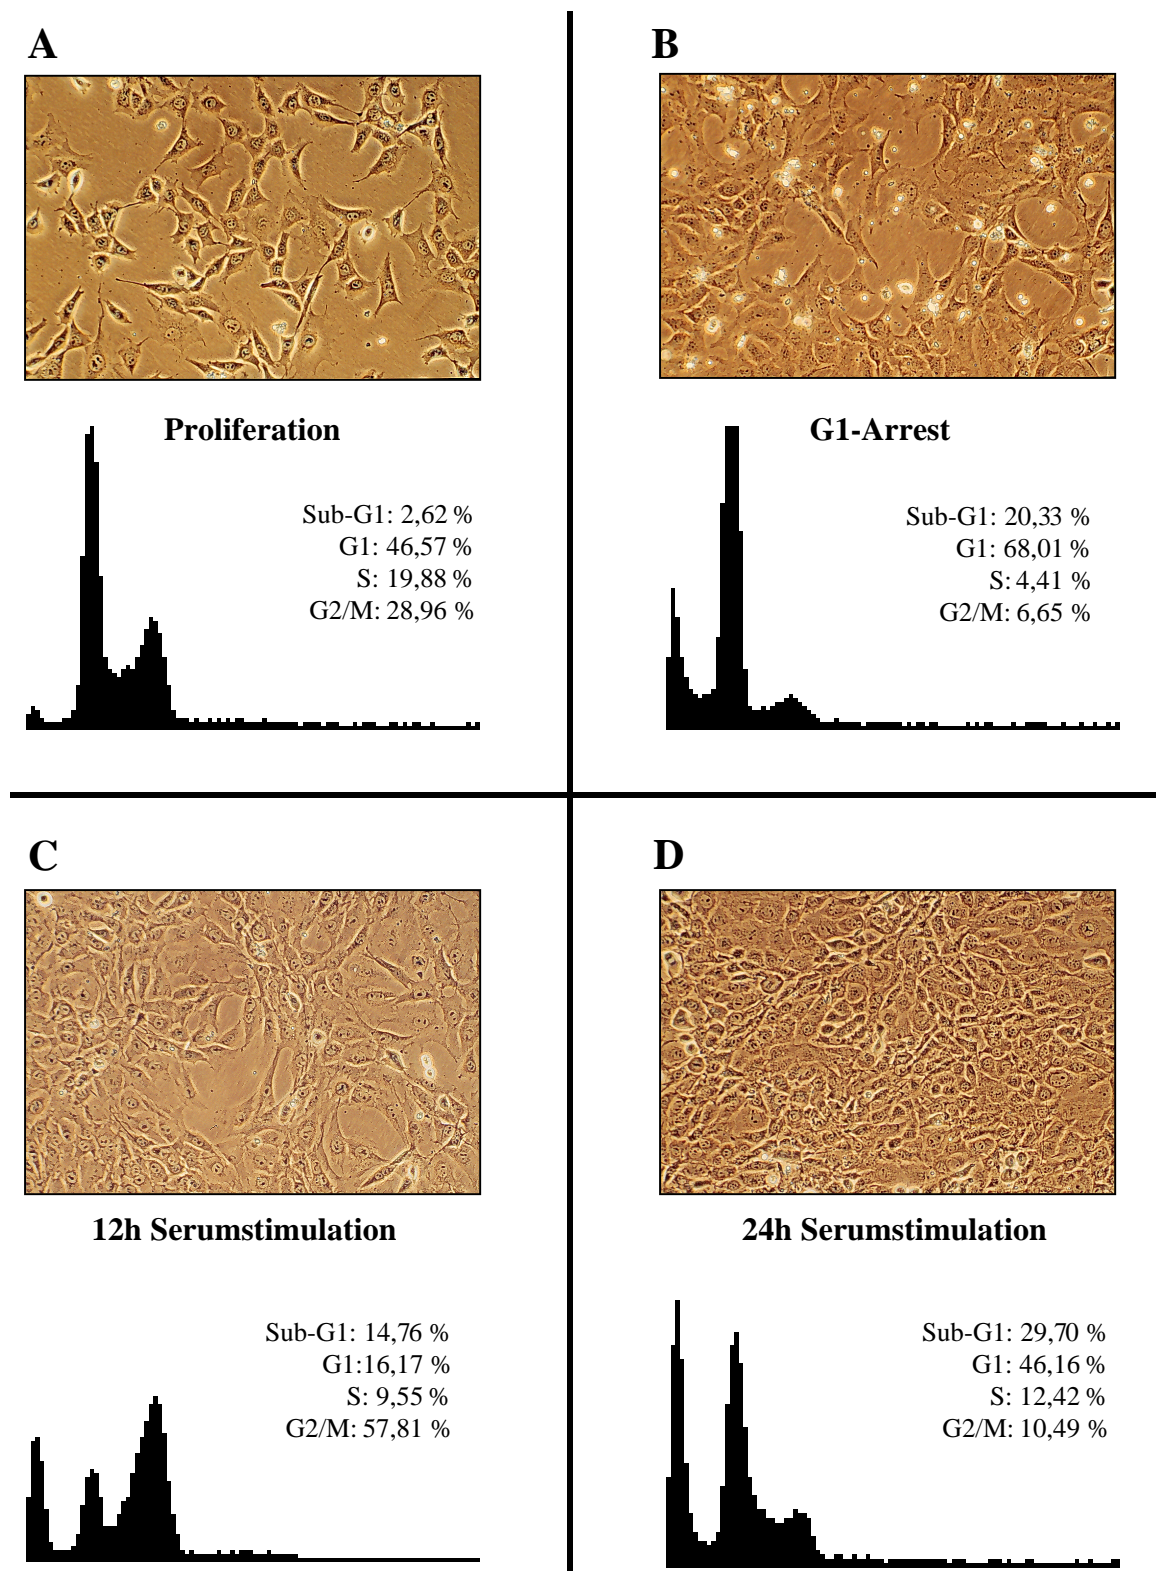 A
Proliferation
Sub-G1: 2,62 %
G1: 46,57 %
S: 19,88 %
G2/M: 28,96 %
B
G1-Arrest
Sub-G1: 20,33 %
G1: 68,01 %
S: 4,41 %
G2/M: 6,65 %
C
12h Serumstimulation
Sub-G1: 14,76 %
G1:16,17 %
S: 9,55 %
G2/M: 57,81 %
D
24h Serumstimulation
Sub-G1: 29,70 %
G1: 46,16 %
S: 12,42 %
G2/M: 10,49 %